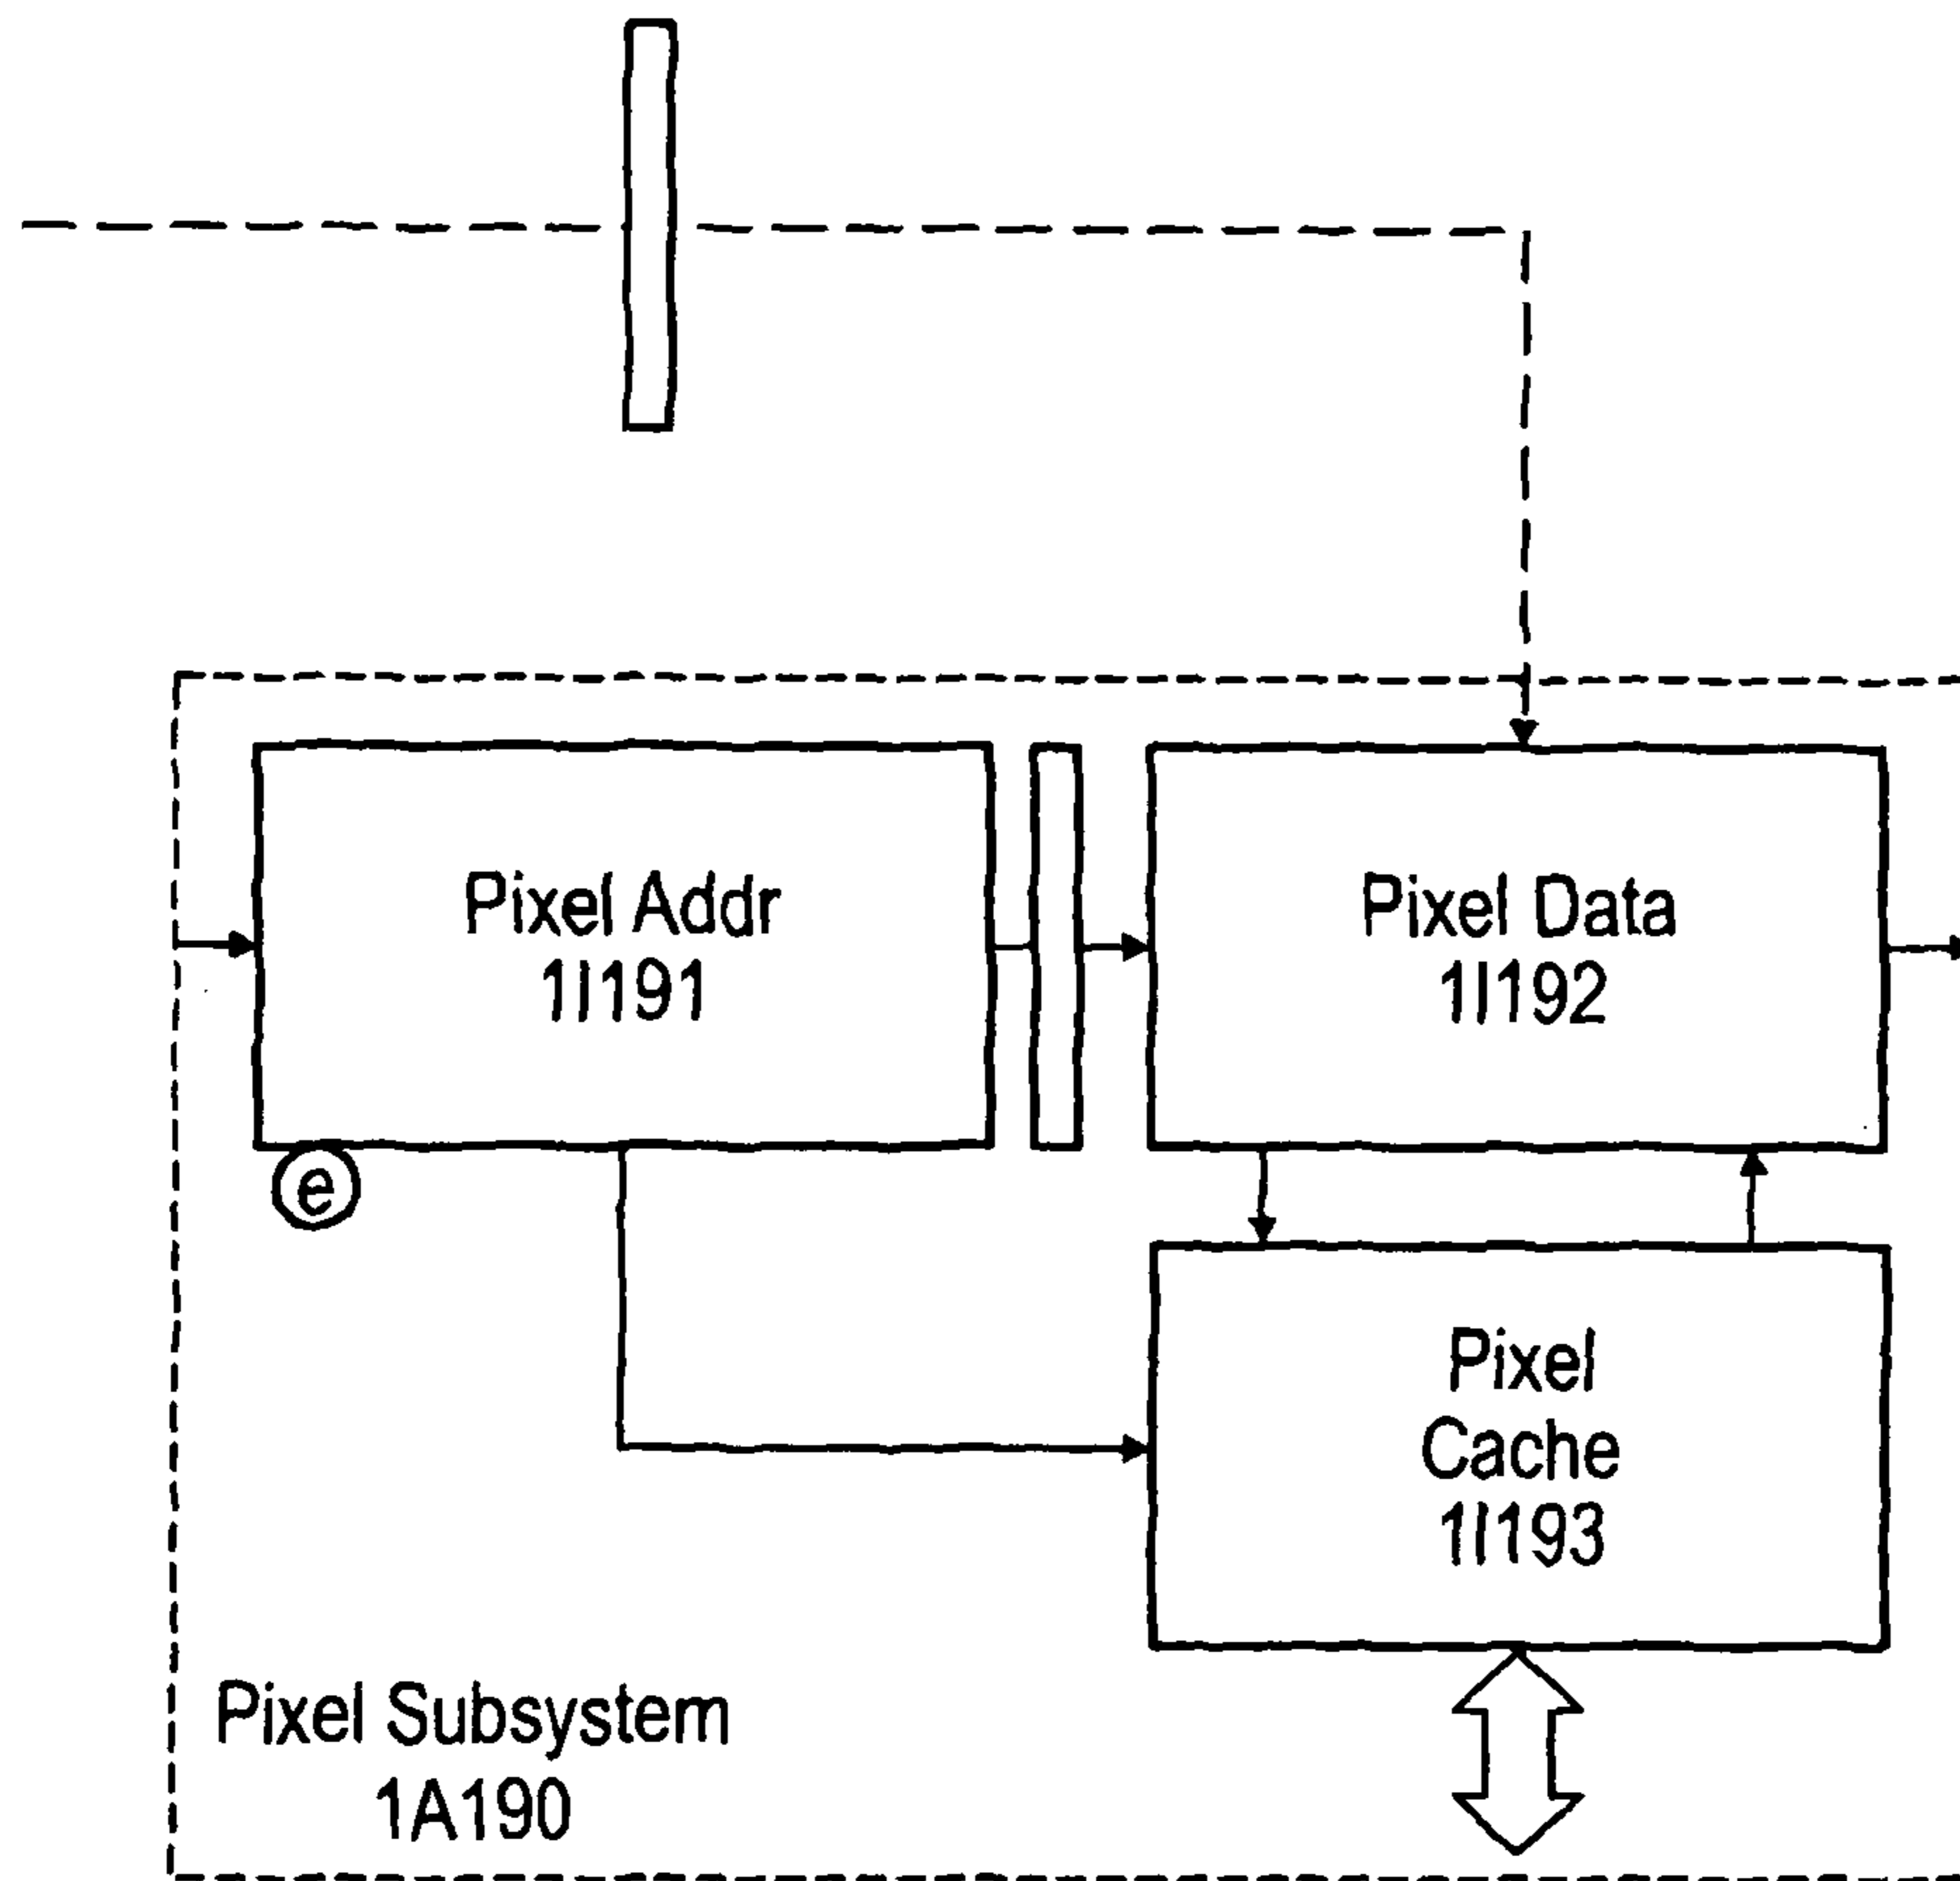 Pixel Addr
1I191
Pixel Data
1I192
e
Pixel
Cache
1I193
Pixel Subsystem
1A190